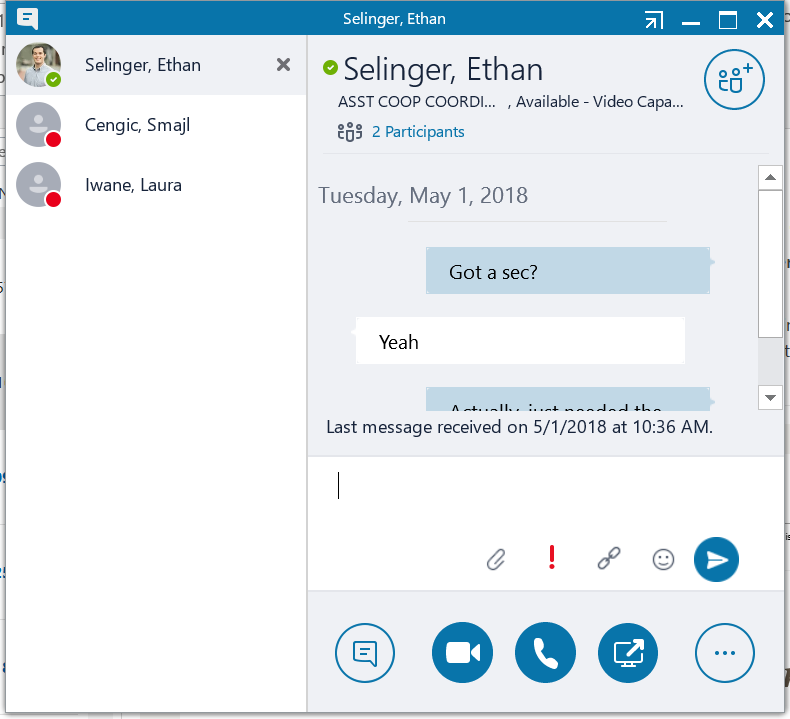 Selinger, Ethan
Selinger, Ethan
Cengic, Smajl
Iwane, Laura
Selinger, Ethan
ASST COOP COORDI... , Available - Video Capa...
2 Participants
Tuesday, May 1, 2018
Got a sec?
Yeah
Actually, just needed the
Last message received on 5/1/2018 at 10:36 AM.